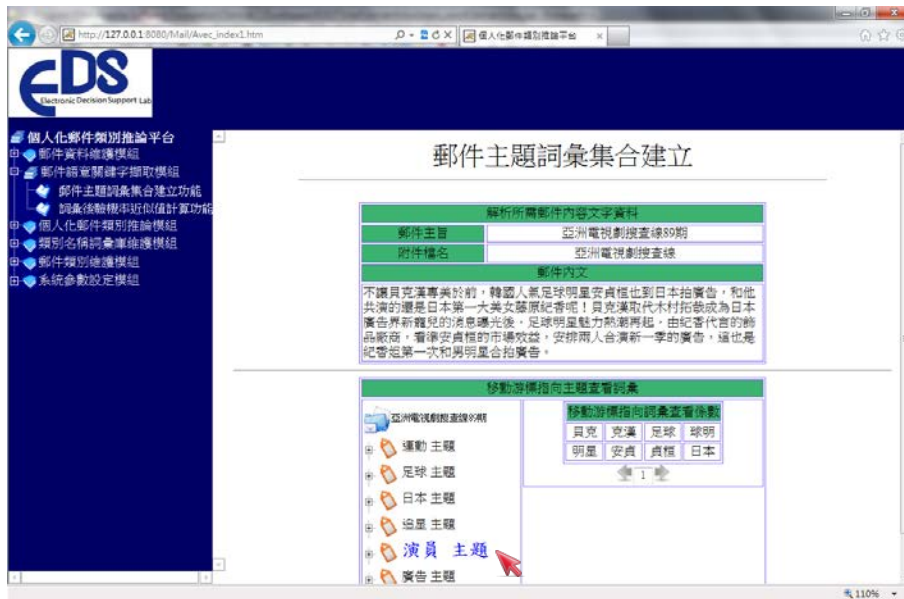 http://127.0.0.1:8080/Mail/Avec_index1.htm
個人化郵件類別推論平台
EDS
Electronic Decision Support Lab
個人化郵件類別推論平台
郵件資料維護模組
郵件語意關鍵字擷取模組
郵件主題詞彙集合建立功能
詞彙後驗機率近似值計算功能
個人化郵件類別推論模組
類別名稱詞彙庫維護模組
郵件類別維護模組
系統參數設定模組
郵件主題詞彙集合建立
解析所需郵件內容文字資料
郵件主旨 亞洲電視劇搜查線89期
附件檔名 亞洲電視劇搜查線
郵件內文
不讓貝克漢專美於前，韓國人氣足球明星安貞桓也到日本拍廣告，和他
共演的還是日本第一大美女藤原紀香呢！貝克漢取代木村拓哉成為日本
廣告界新寵兒的消息曝光後，足球明星魅力熱潮再起，由紀香代言的飾
品廠商，看準安貞桓的市場效益，安排兩人合演新一季的廣告，這也是
紀香姐第一次和男明星合拍廣告。
移動游標指向主題查看詞彙
亞洲電視劇搜查線89期
運動 主題
足球 主題
日本 主題
追星 主題
演員 主題
廣告 主題
移動游標指向詞彙查看係數
貝克 克漢 足球 球明
明星 安貞 貞桓 日本
1
110%